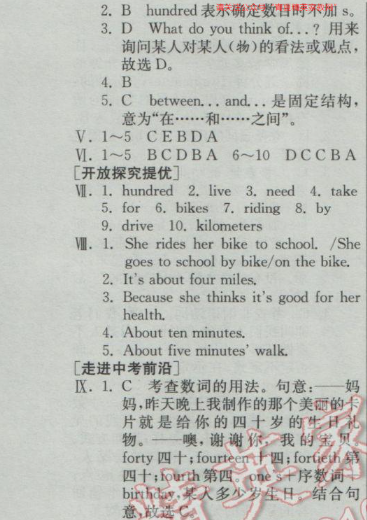 2. B hundred 表示确定数目时不加 s。
3. D What do you think of...? 用来
询问某人对某人(物)的看法或观点,
故选 D。
4. B
5. C between... and... 是固定结构,
意为“在……和……之间”。
Ⅴ. 1～5 C E B D A
Ⅵ. 1～5 B C D B A 6～10 D C C B A
[开放探究提优]
Ⅶ. 1. hundred 2. live 3. need 4. take
5. for 6. bikes 7. riding 8. by
9. drive 10. kilometers
Ⅷ. 1. She rides her bike to school. /She
goes to school by bike/on the bike.
2. It's about four miles.
3. Because she thinks it's good for her
health.
4. About ten minutes.
5. About five minutes' walk.
[走进中考前沿]
Ⅸ. 1. C 考查数词的用法。句意:——妈
妈,昨天晚上我制作的那个美丽的卡
片就是给你的四十岁的生日礼
物。——噢,谢谢你,我的宝贝。
forty 四十; fourteen 十四; fortieth 第
四十; fourth 第四。one's＋序数词＋
birthday, 某人多少岁生日。结合句
意,故选 C。